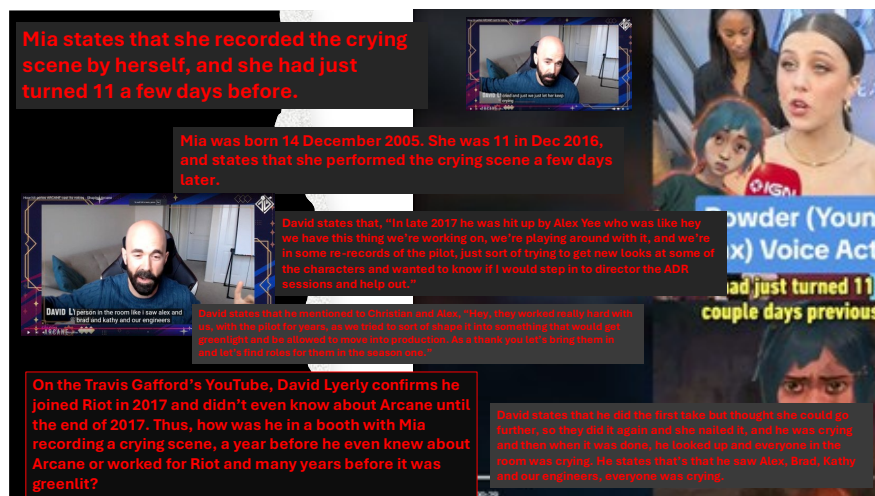 Mia states that she recorded the crying
scene by herself, and she had just
turned 11 a few days before.
Mia was born 14 December 2005. She was 11 in Dec 2016,
and states that she performed the crying scene a few days
later.
IGN
Powder (Youn
x) Voice Act
had just turned 11
couple days previous
David states that, “In late 2017 he was hit up by Alex Yee who was like hey
we have this thing we’re working on, we’re playing around with it, and we’re
in some re-records of the pilot, just sort of trying to get new looks at some of
the characters and wanted to know if I would step in to director the ADR
sessions and help out.”
DAVID
person in the room like i saw alex and
brad and kathy and our engineers
David states that he mentioned to Christian and Alex, “Hey, they worked really hard with
us, with the pilot for years, as we tried to sort of shape it into something that would get
greenlight and be allowed to move into production. As a thank you let’s bring them in
and let’s find roles for them in the season one.”
On the Travis Gafford’s YouTube, David Lyerly confirms he
joined Riot in 2017 and didn’t even know about Arcane until
the end of 2017. Thus, how was he in a booth with Mia
recording a crying scene, a year before he even knew about
Arcane or worked for Riot and many years before it was
greenlit?
David states that he did the first take but thought she could go
further, so they did it again and she nailed it, and he was crying
and then when it was done, he looked up and everyone in the
room was crying. He states that’s that he saw Alex, Brad, Kathy
and our engineers, everyone was crying.